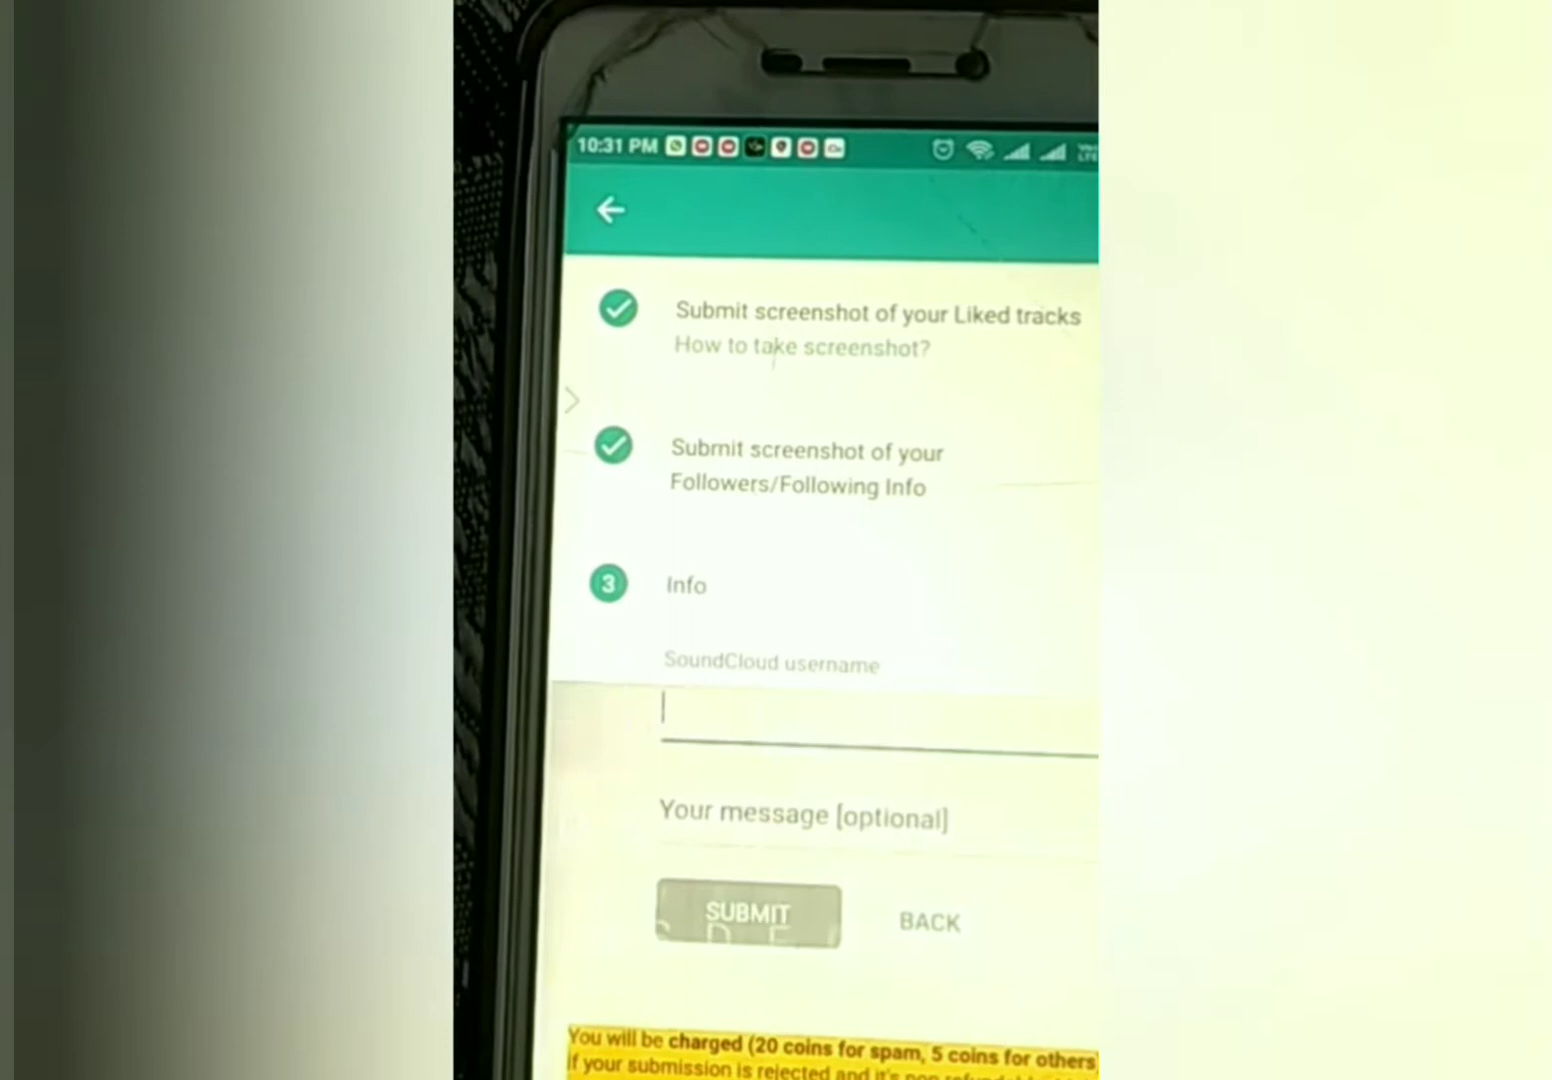 10:31 PM
Submit screenshot of your Liked tracks
How to take screenshot?
Submit screenshot of your
Followers/Following Info
3 Info
SoundCloud username
Your message [optional]
SUBMIT BACK
You will be charged (20 coins for spam, 5 coins for others)
if your submission is rejected and it's non